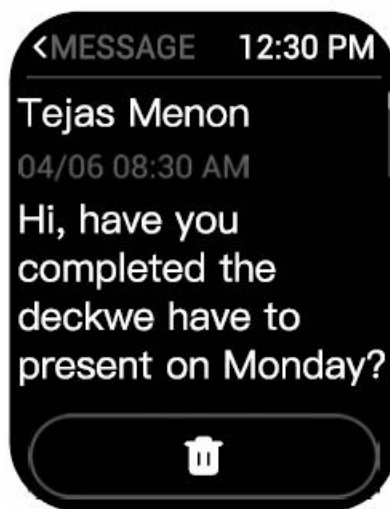 <MESSAGE 12:30 PM
Tejas Menon
04/06 08:30 AM
Hi, have you
completed the
deckwe have to
present on Monday?